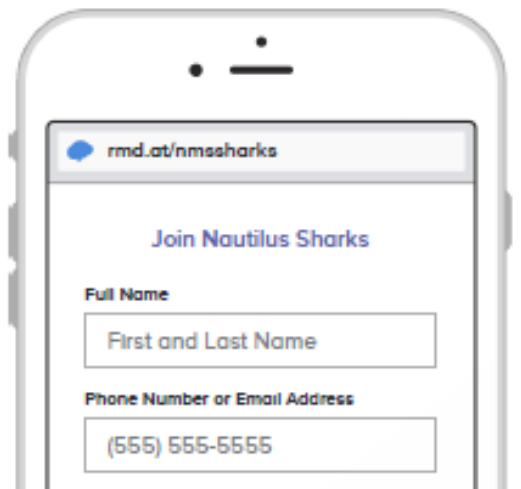 rmd.at/nmssharks
Join Nautilus Sharks
Full Name
First and Last Name
Phone Number or Email Address
(555) 555-5555